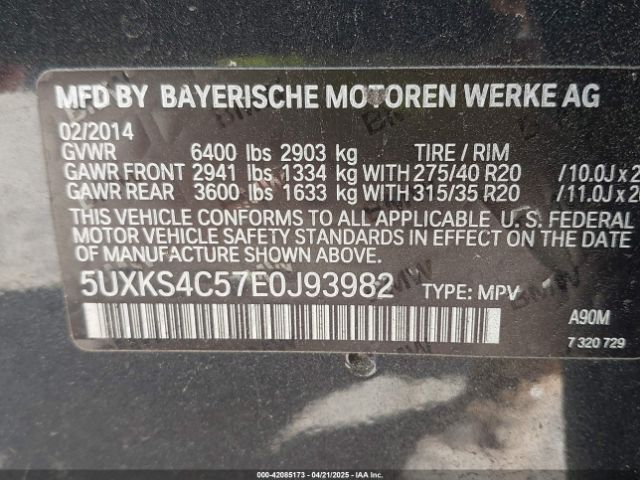 MFD BY BAYERISCHE MOTOREN WERKE AG
02/2014
GVWR 6400 lbs 2903 kg TIRE / RIM
GAWR FRONT 2941 lbs 1334 kg WITH 275/40 R20 /10.0J x 2
GAWR REAR 3600 lbs 1633 kg WITH 315/35 R20 /11.0J x 20
THIS VEHICLE CONFORMS TO ALL APPLICABLE U. S. FEDERAL
MOTOR VEHICLE SAFETY STANDARDS IN EFFECT ON THE DATE
OF MANUFACTURE SHOWN ABOVE.
5UXKS4C57E0J93982 TYPE: MPV
A90M
7 320 729
000-42085173 - 04/21/2025 - IAAI.com